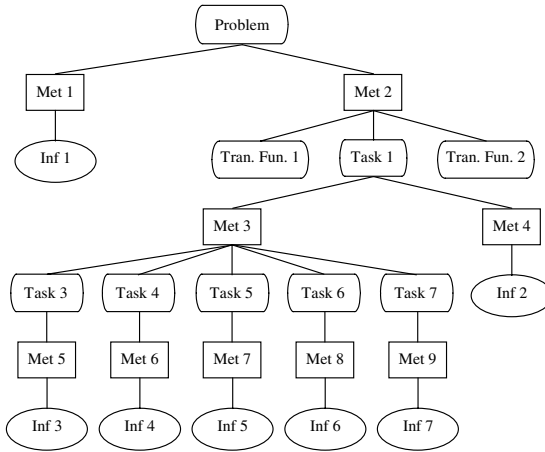 Problem
Met 1
Met 2
Inf 1
Tran. Fun. 1
Task 1
Tran. Fun. 2
Met 3
Met 4
Task 3
Task 4
Task 5
Task 6
Task 7
Inf 2
Met 5
Met 6
Met 7
Met 8
Met 9
Inf 3
Inf 4
Inf 5
Inf 6
Inf 7